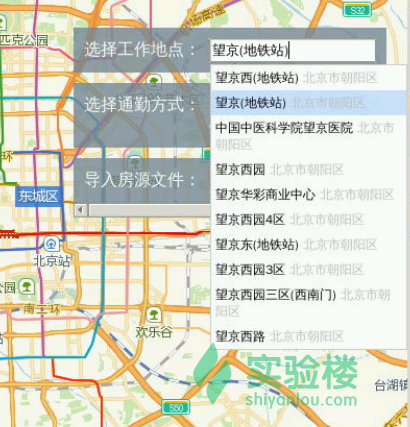 S32
匹克公园
选择工作地点： 望京(地铁站)
望京西(地铁站) 北京市朝阳区
望京(地铁站) 北京市朝阳区
选择通勤方式：
中国中医科学院望京医院 北京市
朝阳区
环
望京西园 北京市朝阳区
导入房源文件：
东城区
望京华彩商业中心 北京市朝阳区
望京西园4区 北京市朝阳区
望京东(地铁站) 北京市朝阳区
北京站
望京西园3区 北京市朝阳区
公园
望京西园三区(西南门) 北京市朝
阳区
南二环
欢乐谷
望京西路 北京市朝阳区
实验楼
shiyanlou.com
台湖镇
S50